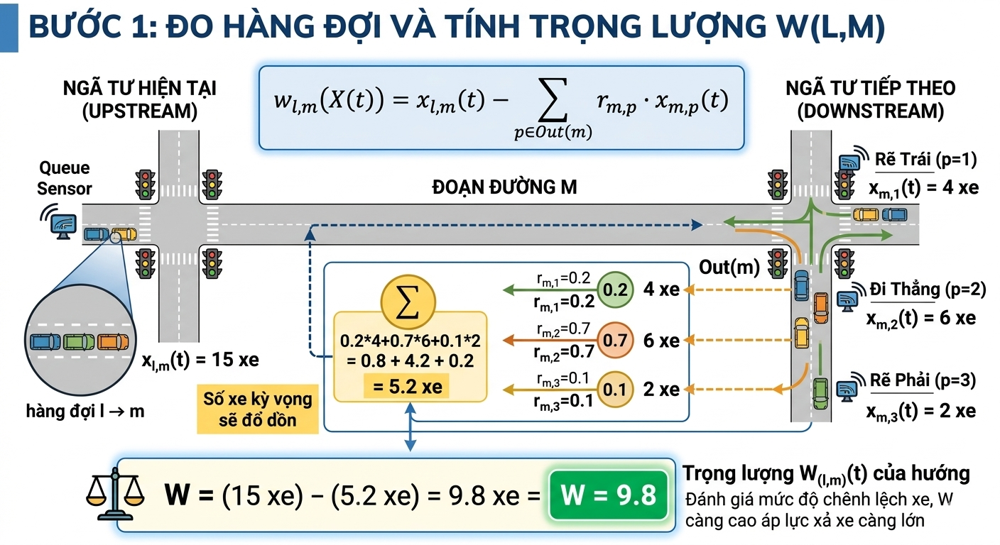 BƯỚC 1: ĐO HÀNG ĐỢI VÀ TÍNH TRỌNG LƯỢNG W(L,M)
NGÃ TƯ HIỆN TẠI
(UPSTREAM)
w_{l,m}(X(t)) = x_{l,m}(t) − ∑_{p∈Out(m)} r_{m,p} · x_{m,p}(t)
NGÃ TƯ TIẾP THEO
(DOWNSTREAM)
Queue
Sensor
ĐOẠN ĐƯỜNG M
Rẽ Trái (p=1)
x_{m,1}(t) = 4 xe
Out(m)
Đi Thẳng (p=2)
x_{m,2}(t) = 6 xe
Rẽ Phải (p=3)
x_{m,3}(t) = 2 xe
r_{m,1}=0.2
r_{m,1}=0.2
0.2
4 xe
r_{m,2}=0.7
r_{m,2}=0.7
0.7
6 xe
r_{m,3}=0.1
r_{m,3}=0.1
0.1
2 xe
∑
0.2*4+0.7*6+0.1*2
= 0.8 + 4.2 + 0.2
= 5.2 xe
x_{l,m}(t) = 15 xe
hàng đợi l → m
Số xe kỳ vọng
sẽ đổ dồn
W = (15 xe) − (5.2 xe) = 9.8 xe = W = 9.8
Trọng lượng W_{(l,m)}(t) của hướng
Đánh giá mức độ chênh lệch xe, W
càng cao áp lực xả xe càng lớn